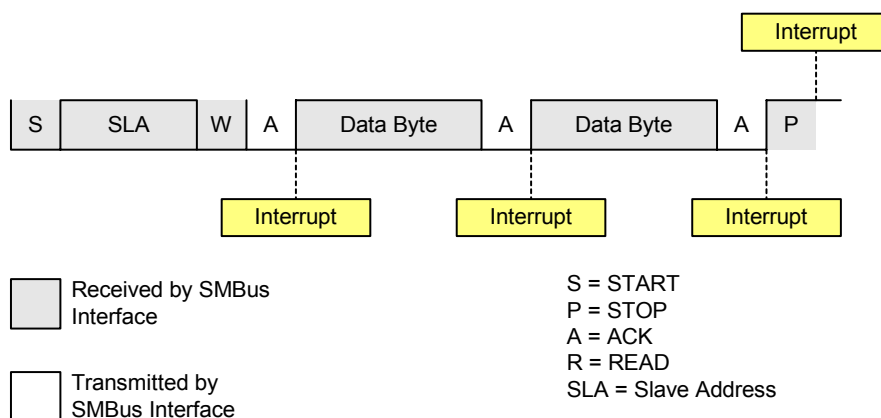 Interrupt
S SLA W A Data Byte A Data Byte A P
Interrupt Interrupt Interrupt
Received by SMBus
Interface
Transmitted by
SMBus Interface
S = START
P = STOP
A = ACK
R = READ
SLA = Slave Address